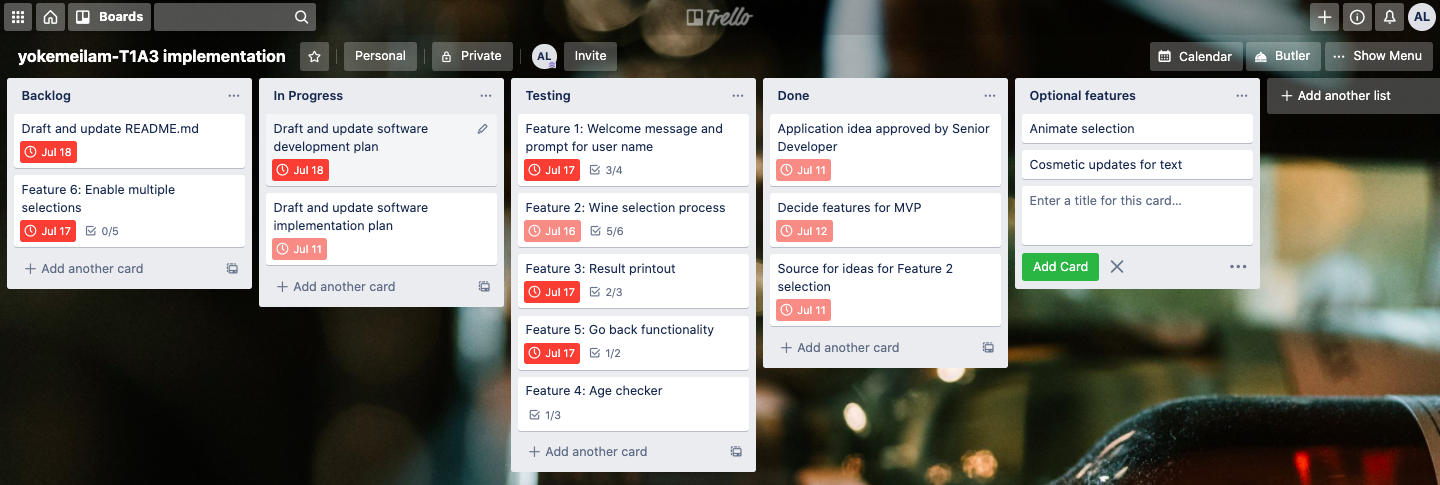 Boards
Trello
AL
yokemeilam-T1A3 implementation
Personal
Private
AL
Invite
Calendar
Butler
Show Menu
Backlog
Draft and update README.md
Jul 18
Feature 6: Enable multiple
selections
Jul 17
0/5
Add another card
In Progress
Draft and update software
development plan
Jul 18
Draft and update software
implementation plan
Jul 11
Add another card
Testing
Feature 1: Welcome message and
prompt for user name
Jul 17
3/4
Feature 2: Wine selection process
Jul 16
5/6
Feature 3: Result printout
Jul 17
2/3
Feature 5: Go back functionality
Jul 17
1/2
Feature 4: Age checker
1/3
Add another card
Done
Application idea approved by Senior
Developer
Jul 11
Decide features for MVP
Jul 12
Source for ideas for Feature 2
selection
Jul 11
Add another card
Optional features
Animate selection
Cosmetic updates for text
Enter a title for this card...
Add Card
Add another list